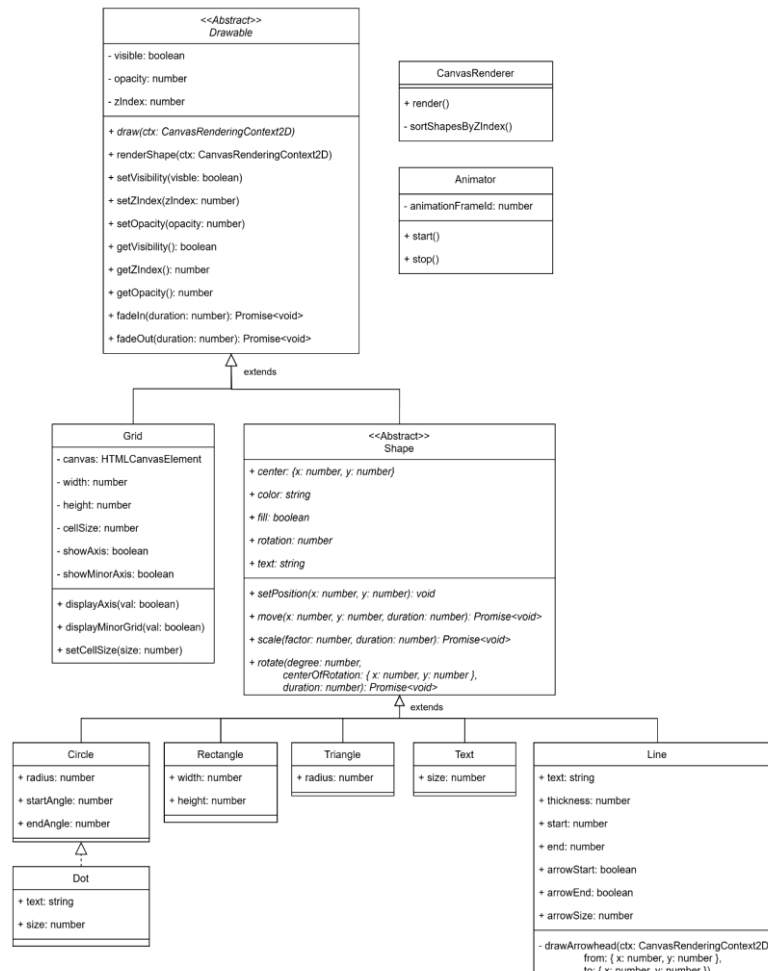 <<Abstract>>
Drawable
- visible: boolean
- opacity: number
- zIndex: number
+ draw(ctx: CanvasRenderingContext2D)
+ renderShape(ctx: CanvasRenderingContext2D)
+ setVisibility(visble: boolean)
+ setZIndex(zIndex: number)
+ setOpacity(opacity: number)
+ getVisibility(): boolean
+ getZIndex(): number
+ getOpacity(): number
+ fadeIn(duration: number): Promise<void>
+ fadeOut(duration: number): Promise<void>
CanvasRenderer
+ render()
- sortShapesByZIndex()
Animator
- animationFrameId: number
+ start()
+ stop()
extends
Grid
- canvas: HTMLCanvasElement
- width: number
- height: number
- cellSize: number
- showAxis: boolean
- showMinorAxis: boolean
+ displayAxis(val: boolean)
+ displayMinorGrid(val: boolean)
+ setCellSize(size: number)
<<Abstract>>
Shape
+ center: {x: number, y: number}
+ color: string
+ fill: boolean
+ rotation: number
+ text: string
+ setPosition(x: number, y: number): void
+ move(x: number, y: number, duration: number): Promise<void>
+ scale(factor: number, duration: number): Promise<void>
+ rotate(degree: number,
centerOfRotation: { x: number, y: number },
duration: number): Promise<void>
extends
Circle
+ radius: number
+ startAngle: number
+ endAngle: number
Rectangle
+ width: number
+ height: number
Triangle
+ radius: number
Text
+ size: number
Line
+ text: string
+ thickness: number
+ start: number
+ end: number
+ arrowStart: boolean
+ arrowEnd: boolean
+ arrowSize: number
- drawArrowhead(ctx: CanvasRenderingContext2D
from: { x: number, y: number },
to: { x: number, y: number })
Dot
+ text: string
+ size: number